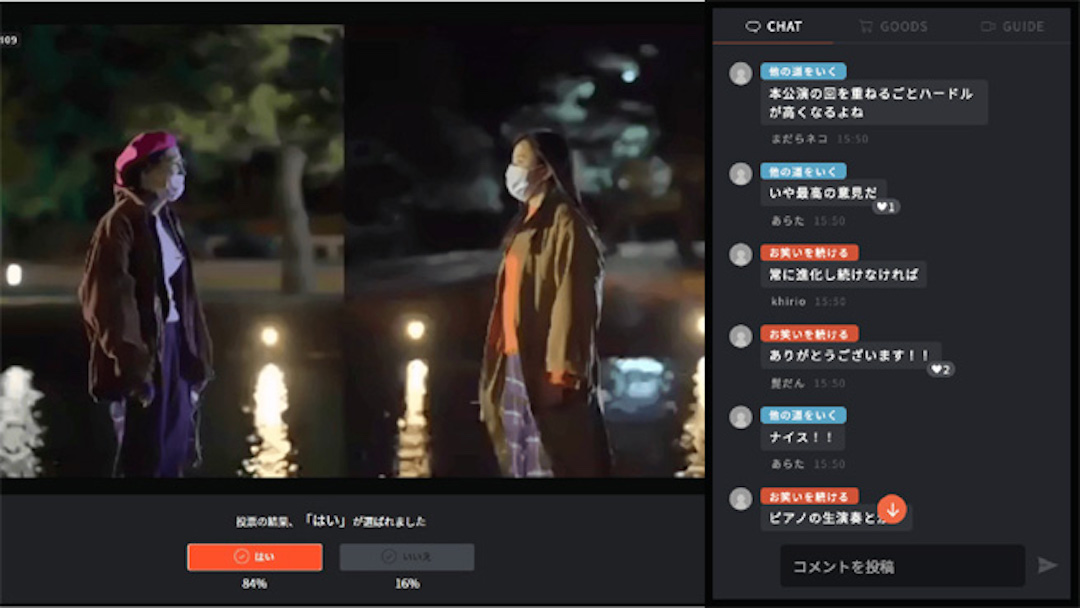 109
投票の結果、「はい」が選ばれました
はい
いいえ
84%
16%
CHAT
GOODS
GUIDE
他の道をいく
本公演の回を重ねるごとハードル
が高くなるよね
まだらネコ 15:50
他の道をいく
いや最高の意見だ
1
あらた 15:50
お笑いを続ける
常に進化し続けなければ
khirio 15:50
お笑いを続ける
ありがとうございます！！
2
髭だん 15:50
他の道をいく
ナイス！！
あらた 15:50
お笑いを続ける
ピアノの生演奏と
コメントを投稿